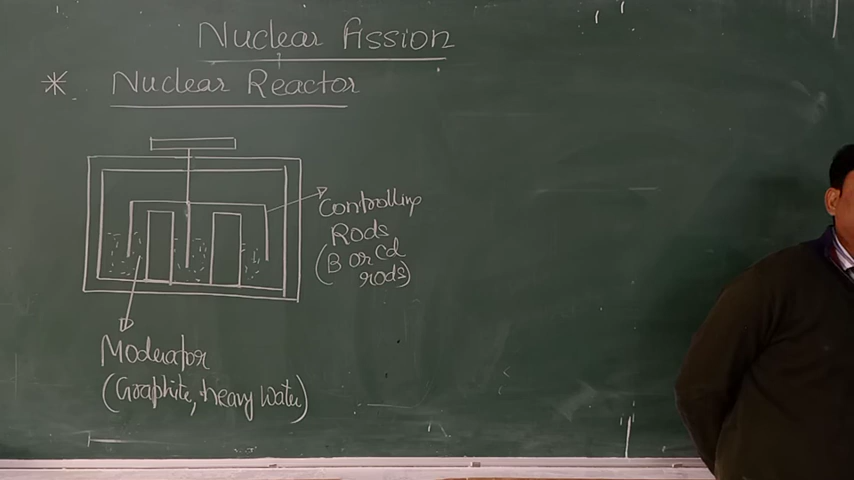 Nuclear Fission
* Nuclear Reactor
Controlling
Rods
(B or Cd
rods)
Moderator
(Graphite, heavy water)